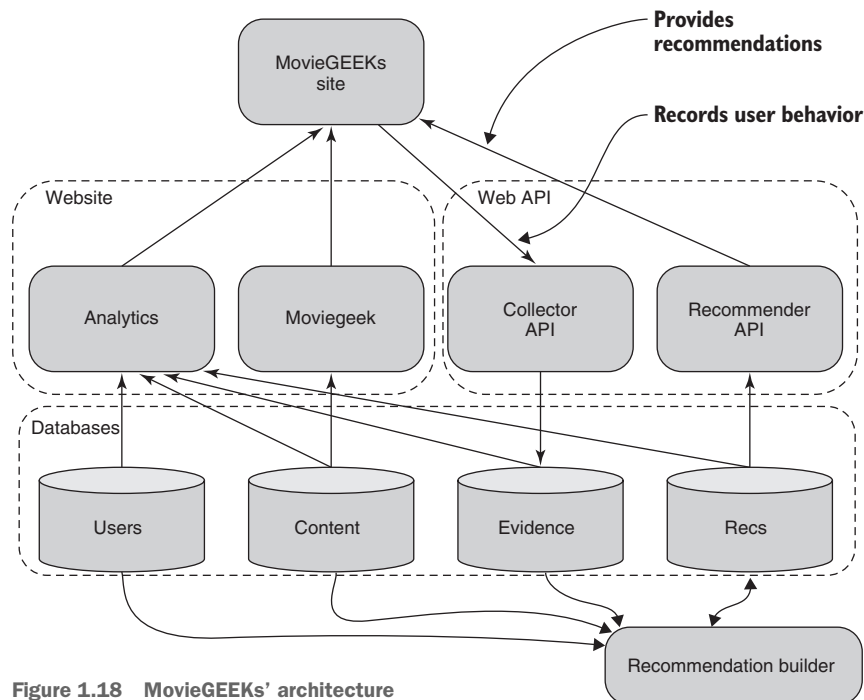 MovieGEEKs
site
Provides
recommendations
Records user behavior
Website
Web API
Analytics
Moviegeek
Collector
API
Recommender
API
Databases
Users
Content
Evidence
Recs
Recommendation builder
Figure 1.18 MovieGEEKs’ architecture